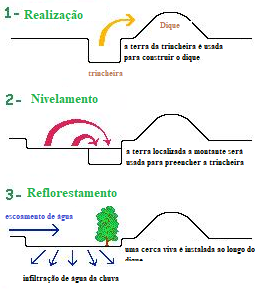 1- Realização
Dique
a terra da trincheira é usada
para construir o dique
trincheira
2- Nivelamento
a terra localizada a montante será
usada para preencher a trincheira
3- Reflorestamento
escoamento de água
uma cerca viva é instalada ao longo do
dique
infiltração de água da chuva